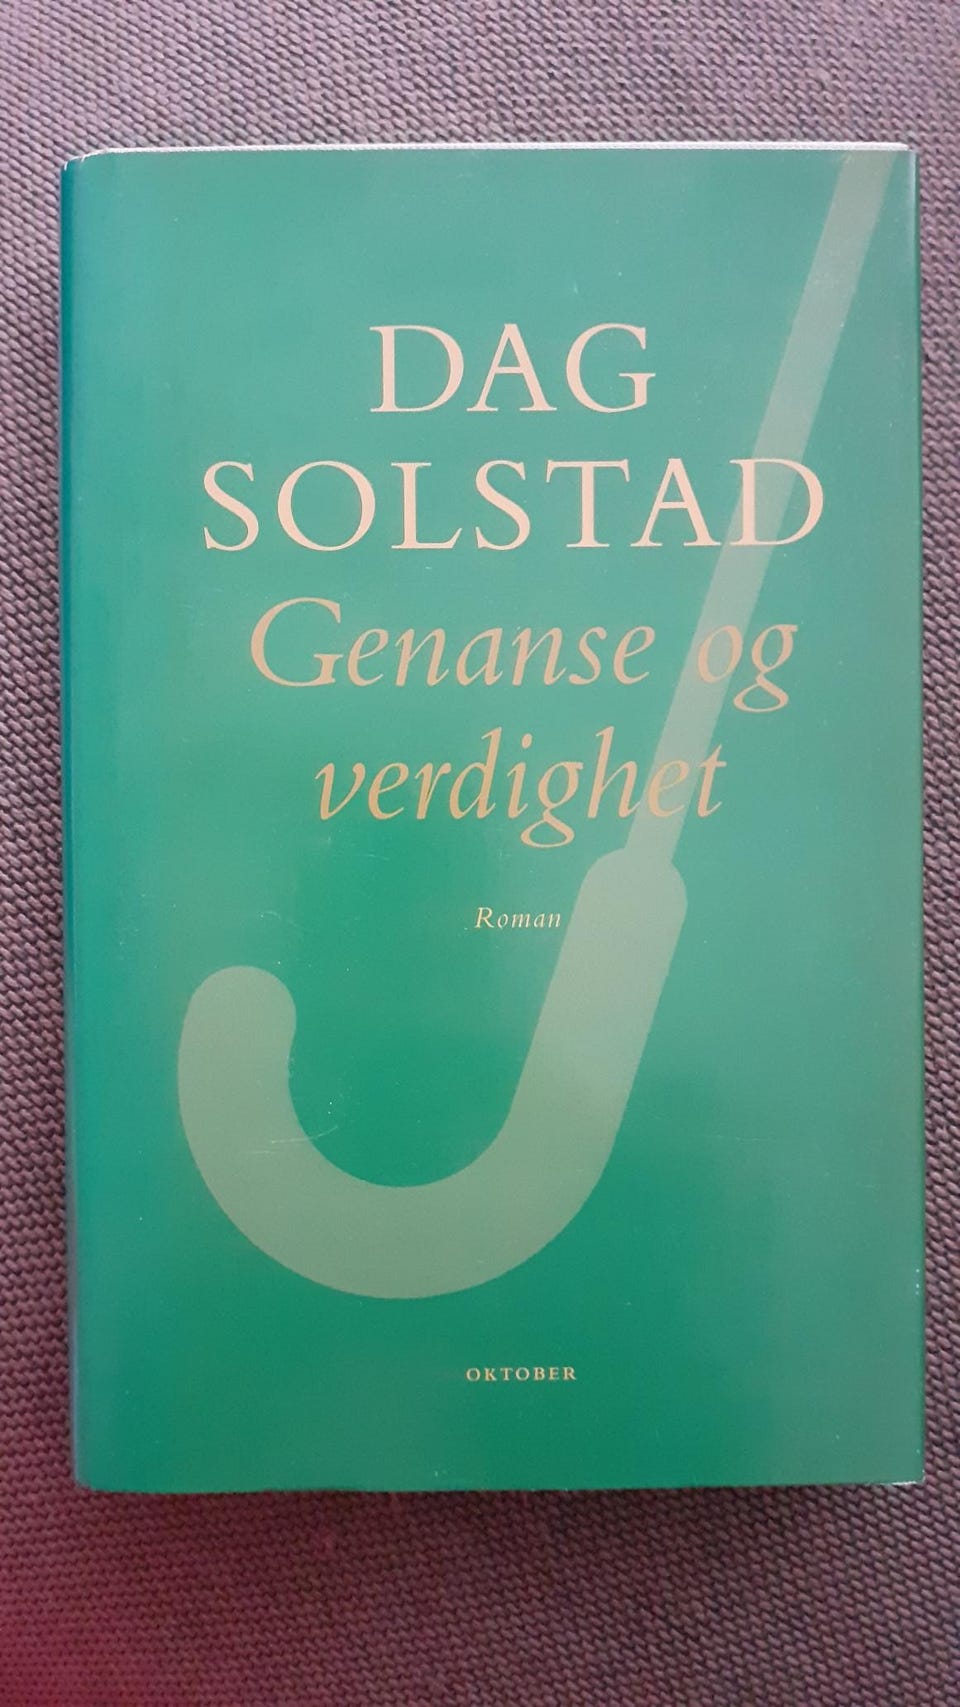 DAG
SOLSTAD
Genanse og
verdighet
Roman
OKTOBER